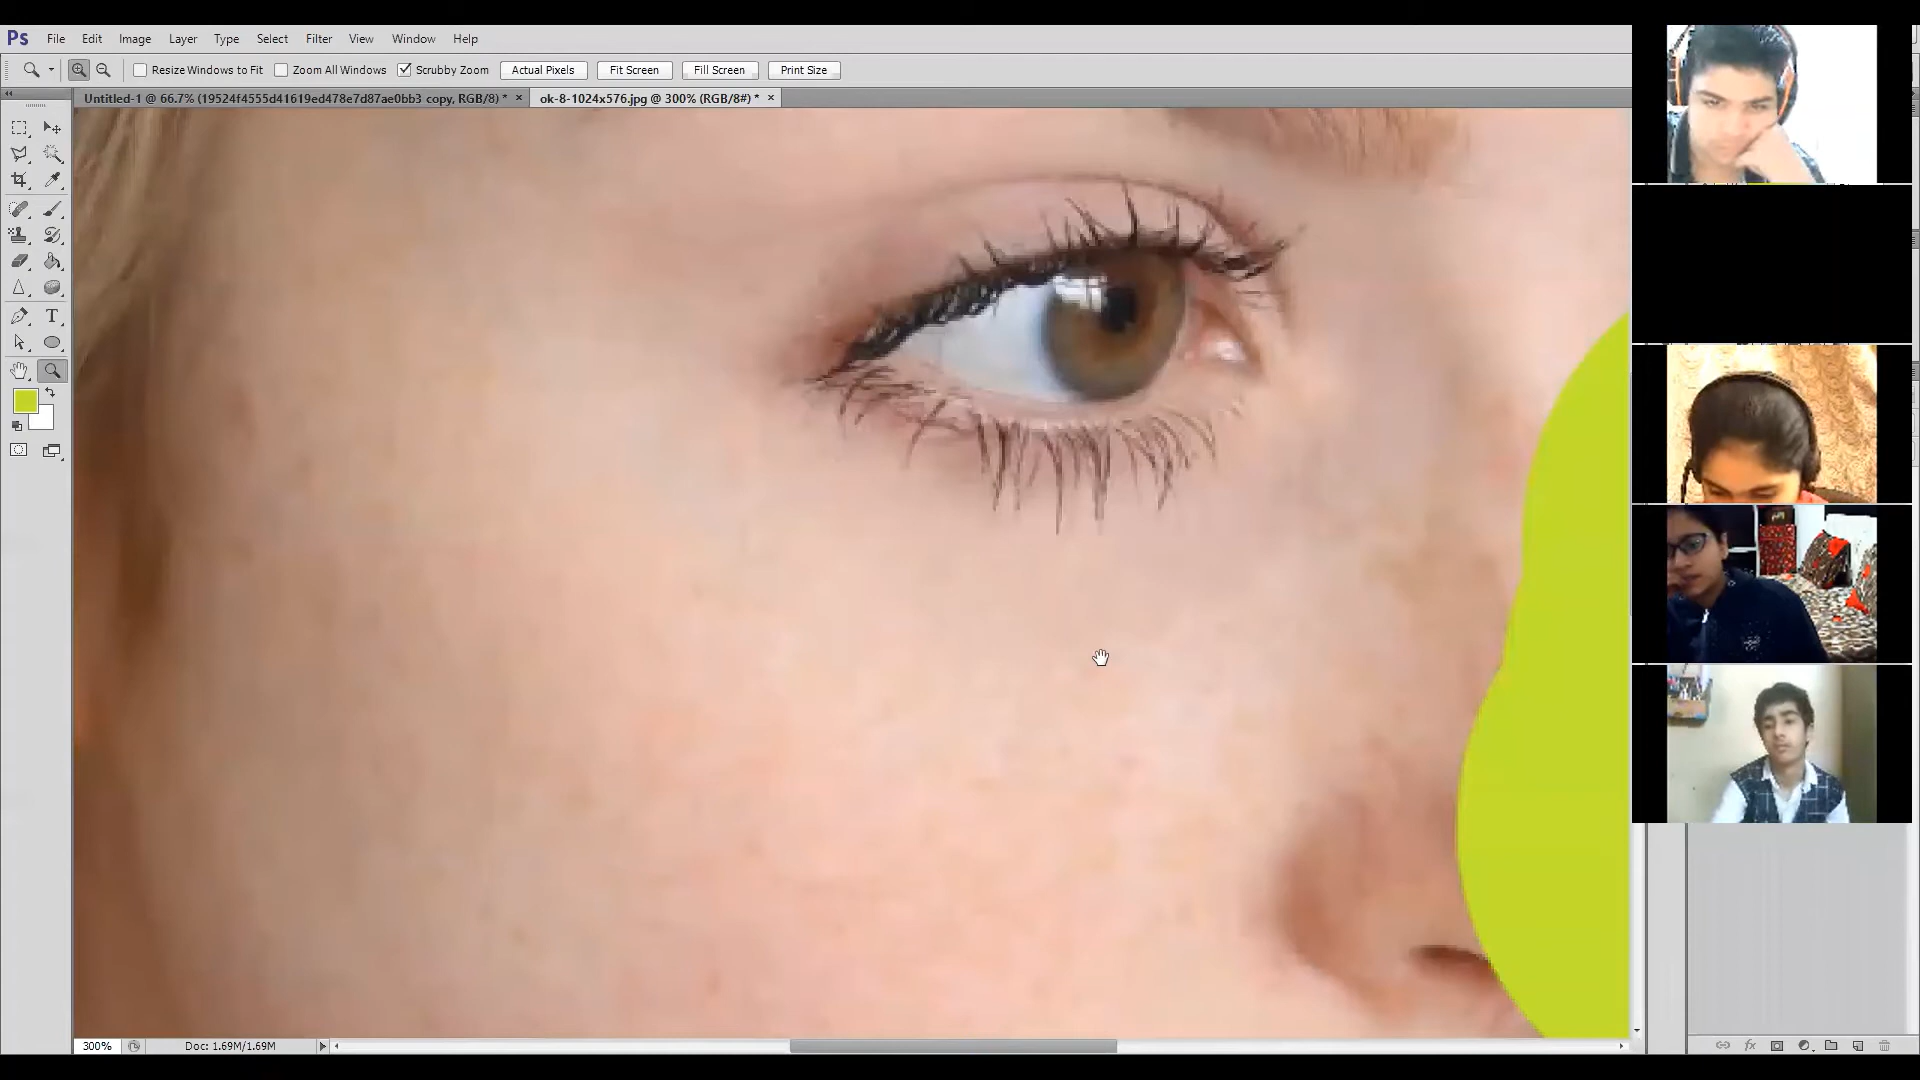 Ps File Edit Image Layer Type Select Filter View Window Help
Resize Windows to Fit Zoom All Windows Scrubby Zoom Actual Pixels Fit Screen Fill Screen Print Size
Untitled-1 @ 66.7% (19524f4555d41619ed478e7d87ae0bb3 copy, RGB/8) * × ok-8-1024x576.jpg @ 300% (RGB/8#) * ×
T
300% Doc: 1.69M/1.69M
fx